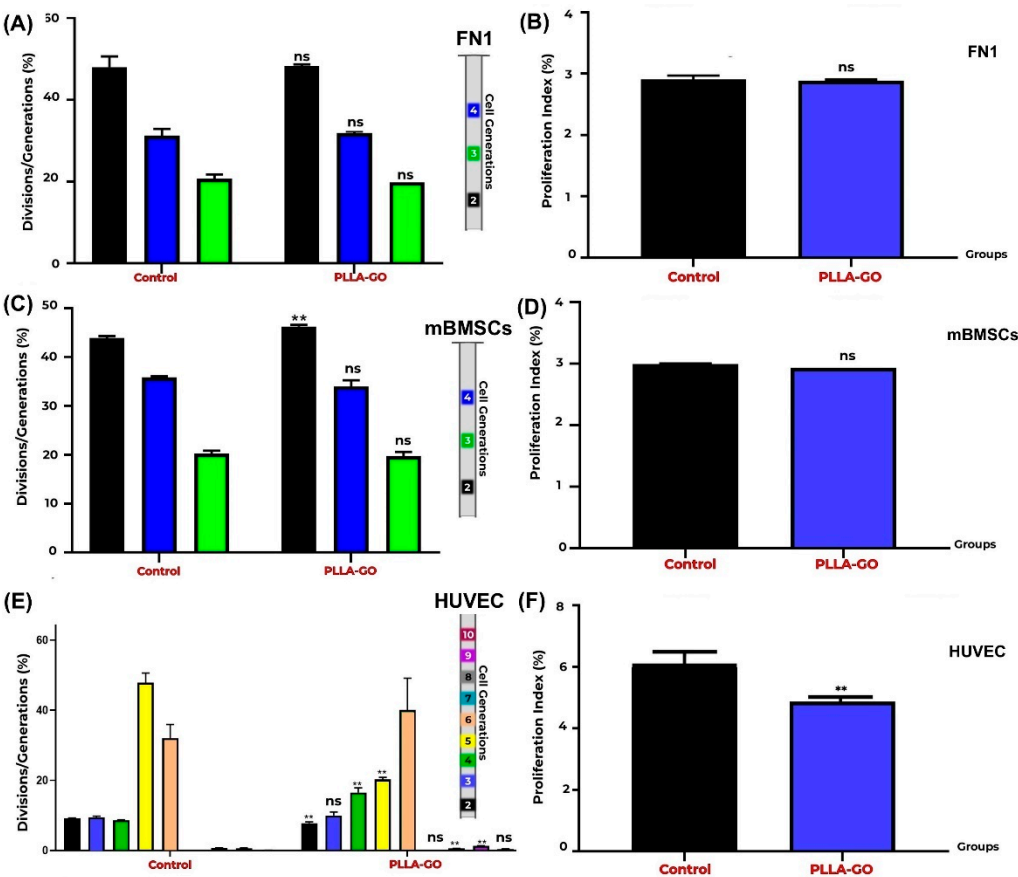 (A)
Divisions/Generations (%)
60
40
20
0
ns
ns
ns
Control
PLLA-GO
FN1
4
3
2
Cell Generations
(B)
Proliferation Index (%)
4
3
2
1
0
ns
Control
PLLA-GO
Groups
FN1
(C)
Divisions/Generations (%)
50
40
30
20
10
0
**
ns
ns
Control
PLLA-GO
mBMSCs
4
3
2
Cell Generations
(D)
Proliferation Index (%)
4
3
2
1
0
ns
Control
PLLA-GO
Groups
mBMSCs
(E)
Divisions/Generations (%)
60
40
20
0
**
ns
**
**
ns
**
**
ns
Control
PLLA-GO
HUVEC
10
9
8
7
6
5
4
3
2
Cell Generations
(F)
Proliferation Index (%)
8
6
4
2
0
**
Control
PLLA-GO
Groups
HUVEC